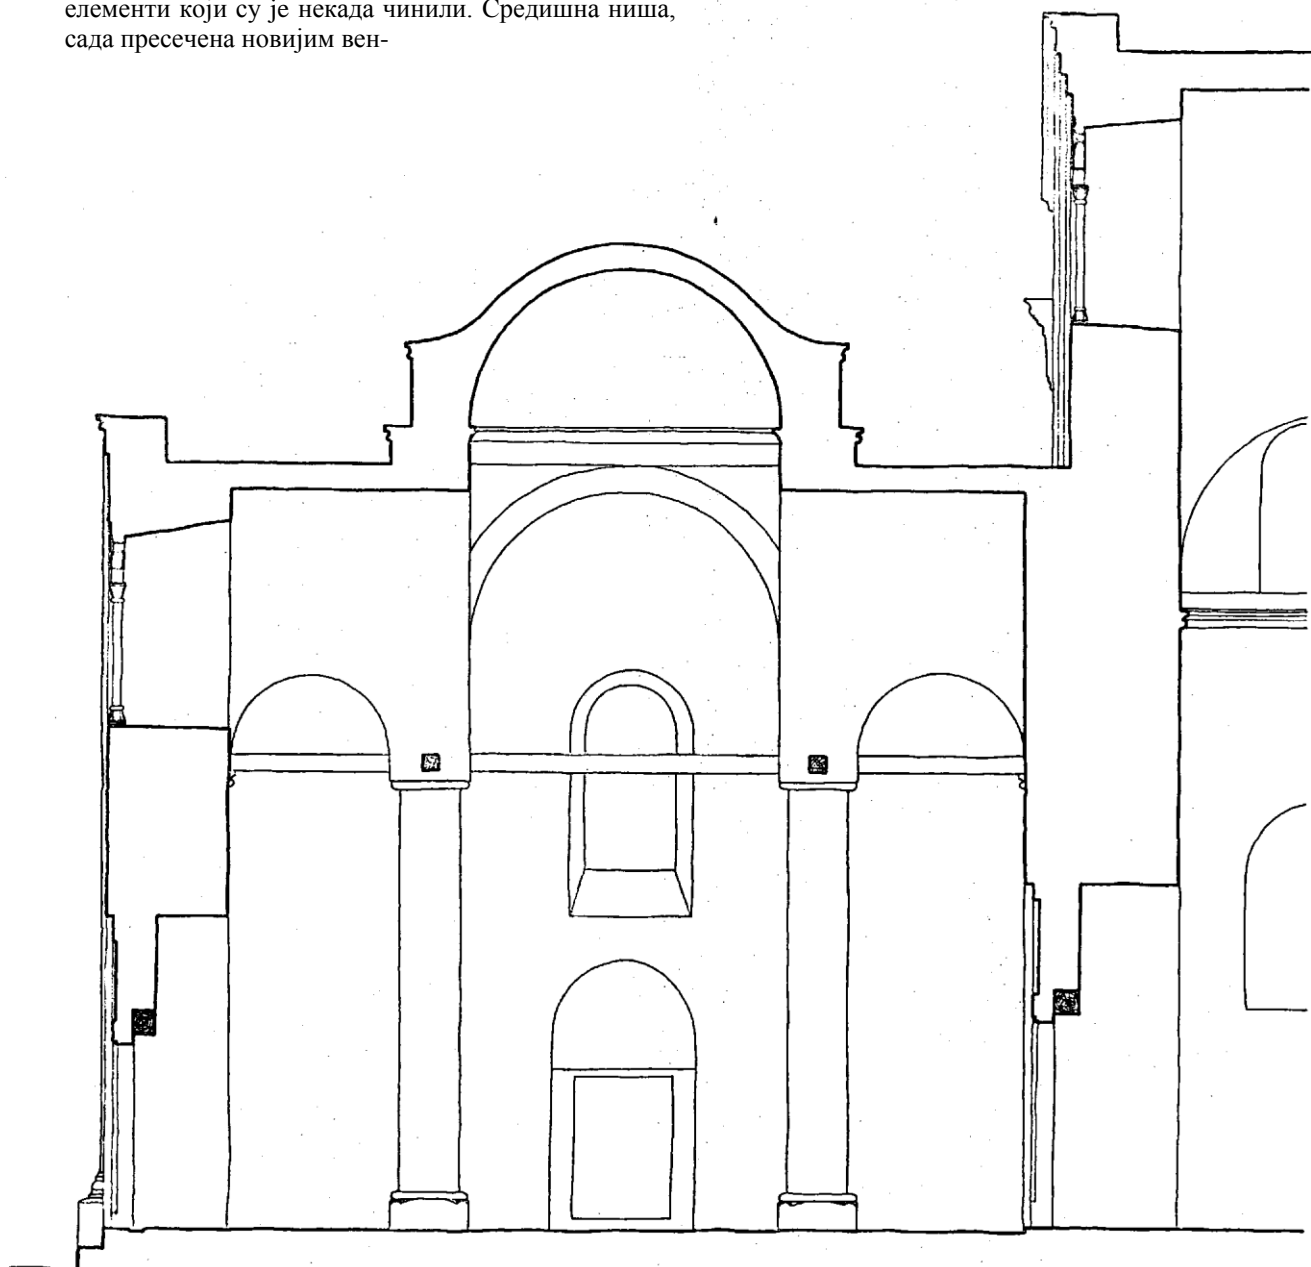 елементи који су је некада чинили. Средишна ниша,
сада пресечена новијим вен-